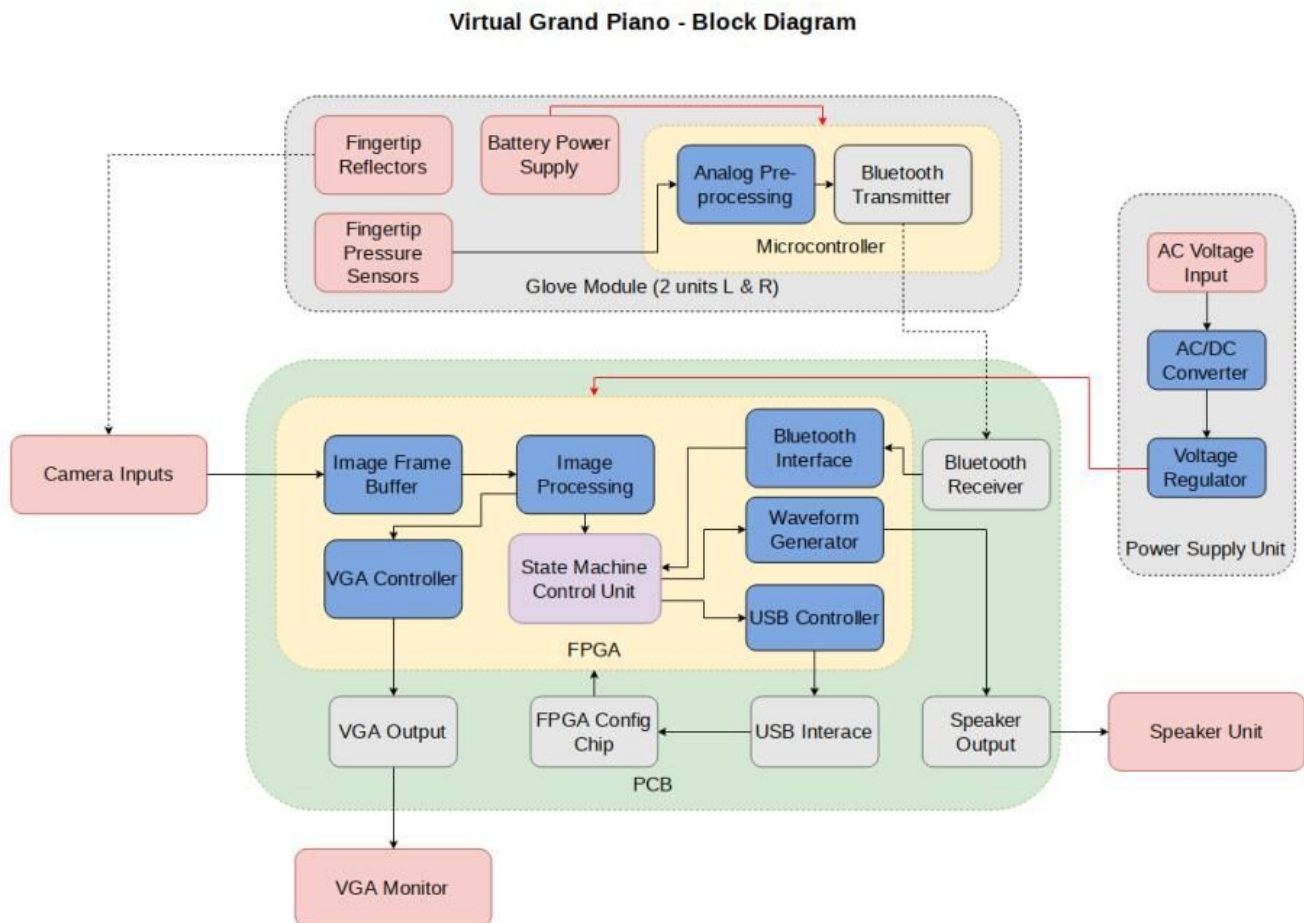 Virtual Grand Piano - Block Diagram
Fingertip
Reflectors
Battery Power
Supply
Analog Pre-
processing
Bluetooth
Transmitter
Microcontroller
Fingertip
Pressure
Sensors
Glove Module (2 units L & R)
AC Voltage
Input
AC/DC
Converter
Voltage
Regulator
Power Supply Unit
Camera Inputs
Image Frame
Buffer
Image
Processing
Bluetooth
Interface
Bluetooth
Receiver
Waveform
Generator
VGA Controller
State Machine
Control Unit
USB Controller
FPGA
VGA Output
FPGA Config
Chip
USB Interace
Speaker
Output
Speaker Unit
PCB
VGA Monitor